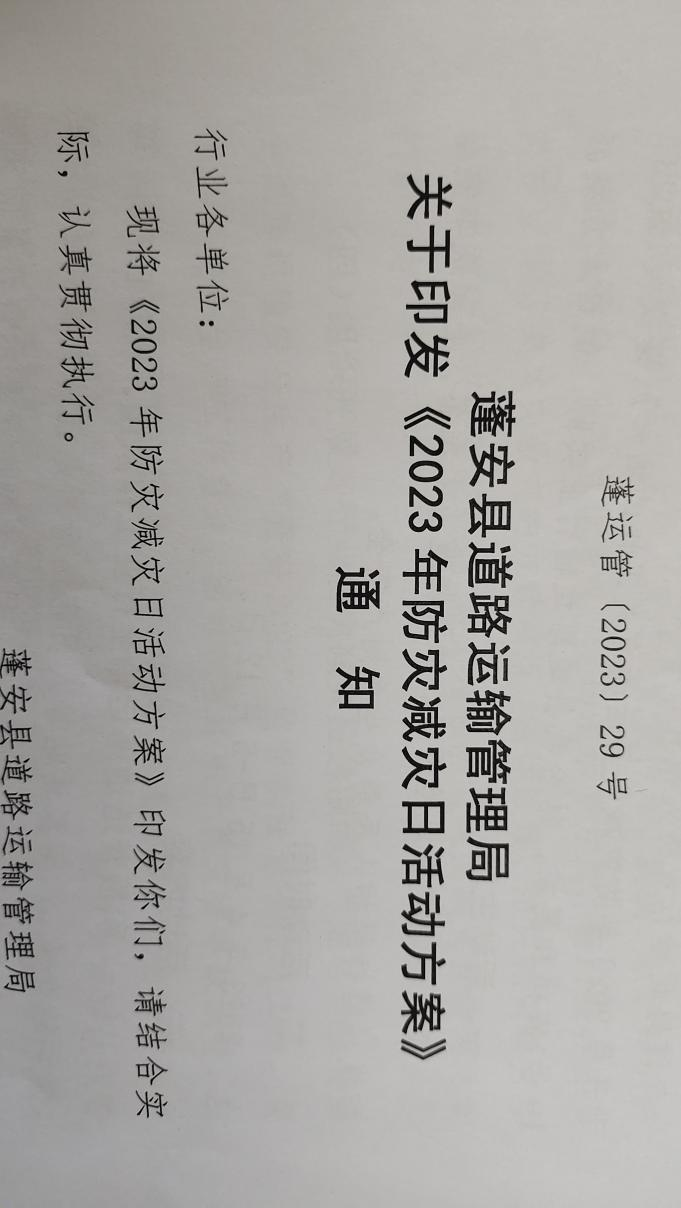 蓬运管〔2023〕29号
蓬安县道路运输管理局
关于印发《2023年防灾减灾日活动方案》
通 知
行业各单位：
现将《2023年防灾减灾日活动方案》印发你们，请结合实
际，认真贯彻执行。
蓬安县道路运输管理局